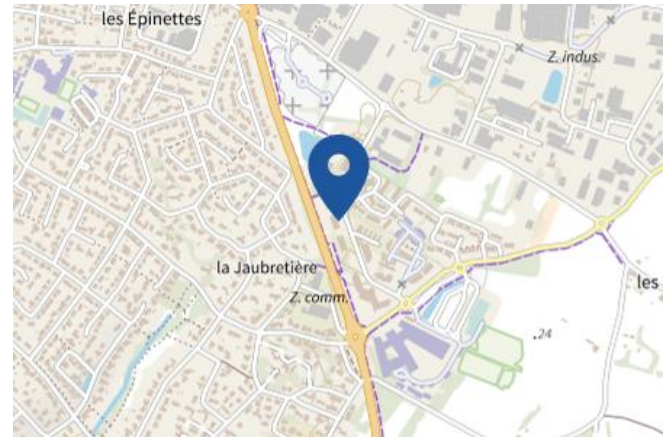 les Épinettes
Z. indus.
la Jaubretière
les
Z. comm.
.24